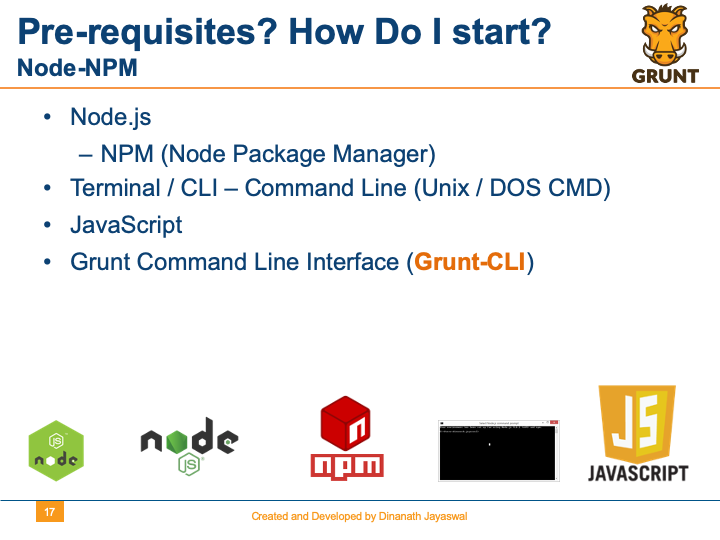 Pre-requisites? How Do I start?
Node-NPM
GRUNT
• Node.js
– NPM (Node Package Manager)
• Terminal / CLI – Command Line (Unix / DOS CMD)
• JavaScript
• Grunt Command Line Interface (Grunt-CLI)
JS
node
node
JS
n
npm
JS
JAVASCRIPT
17
Created and Developed by Dinanath Jayaswal